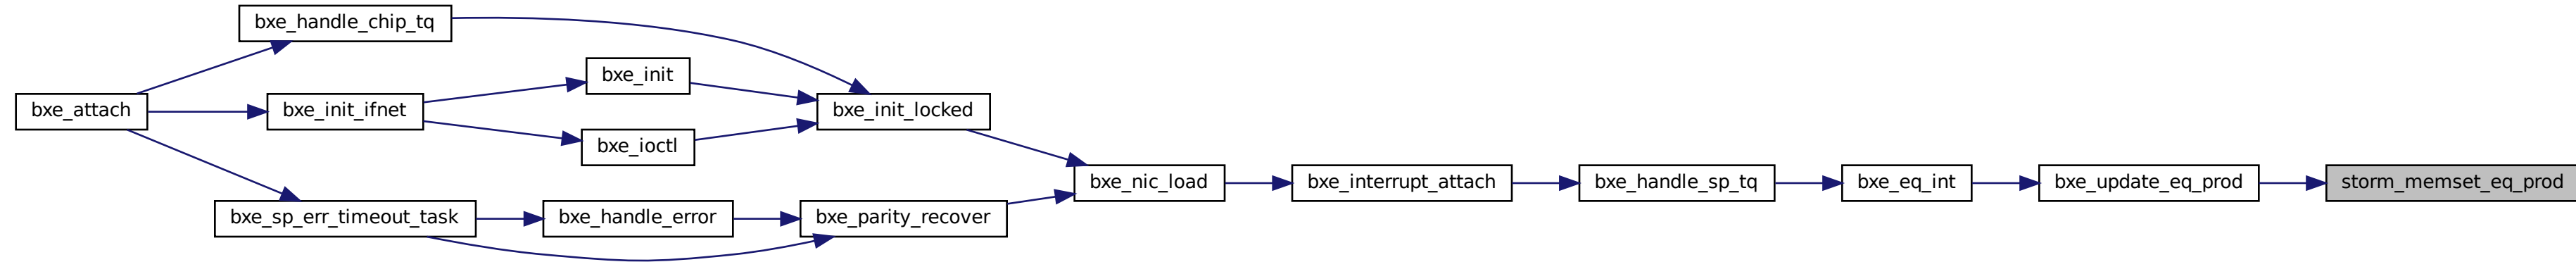 bxe_handle_chip_tq
bxe_init
bxe_attach
bxe_init_ifnet
bxe_init_locked
bxe_ioctl
bxe_nic_load
bxe_interrupt_attach
bxe_handle_sp_tq
bxe_eq_int
bxe_update_eq_prod
storm_memset_eq_prod
bxe_sp_err_timeout_task
bxe_handle_error
bxe_parity_recover